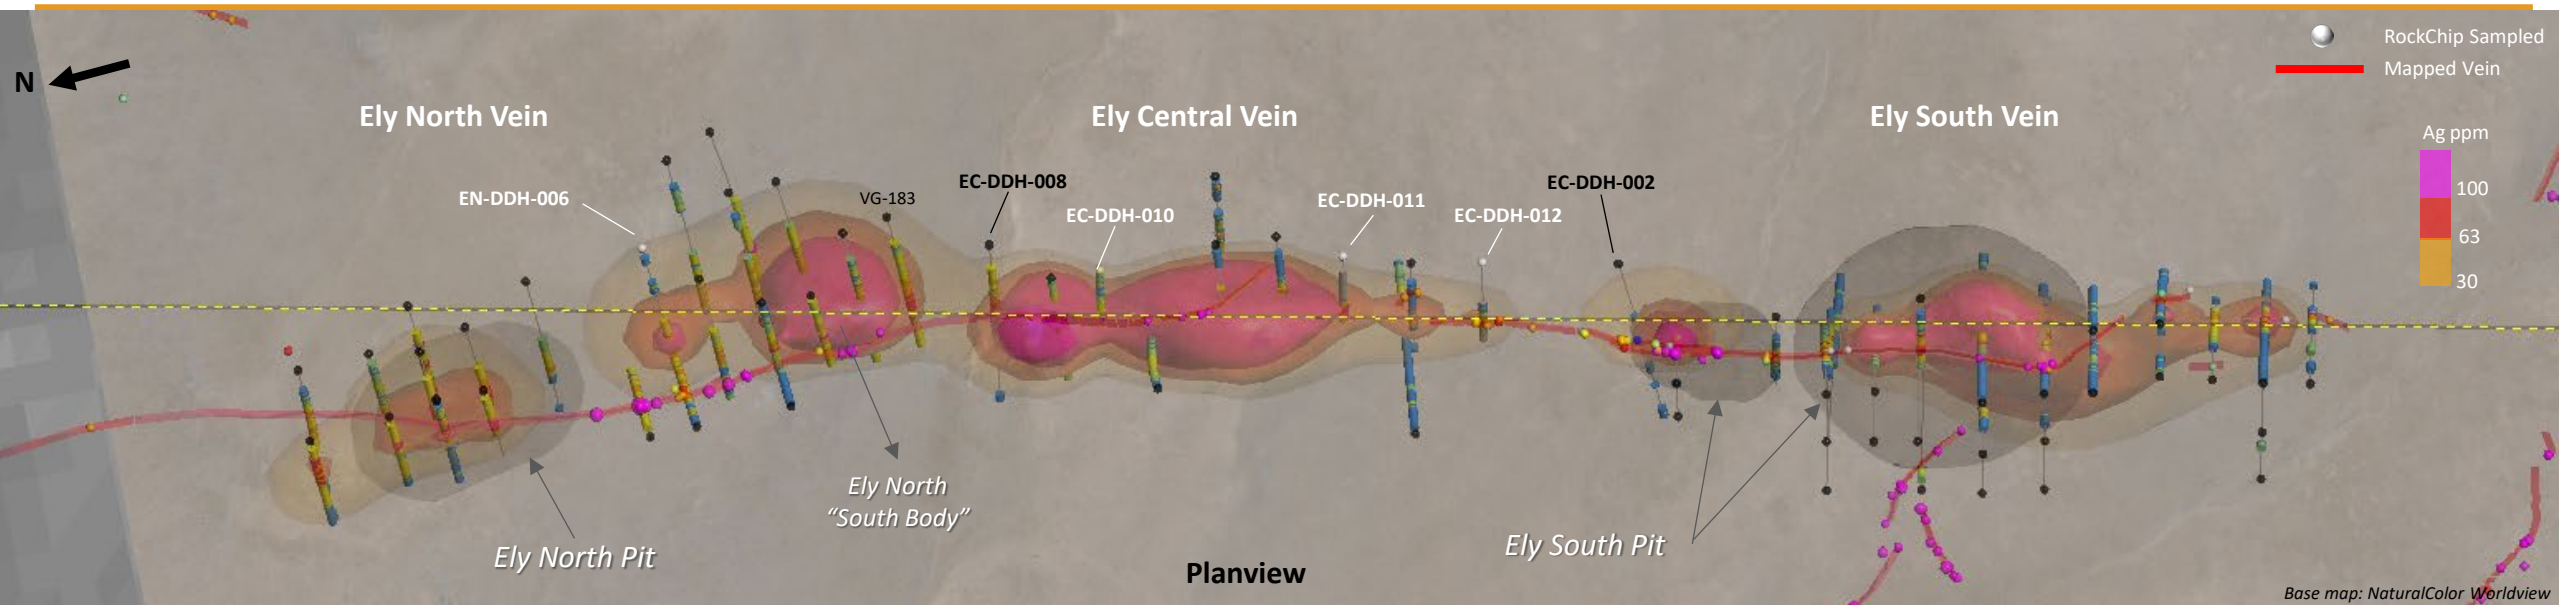 RockChip Sampled
N
Mapped Vein
Ely North Vein
Ely Central Vein
Ely South Vein
Ag ppm
100
63
30
EN-DDH-006
VG-183
EC-DDH-008
EC-DDH-010
EC-DDH-011
EC-DDH-012
EC-DDH-002
Ely North
“South Body”
Ely North Pit
Ely South Pit
Planview
Base map: NaturalColor Worldview